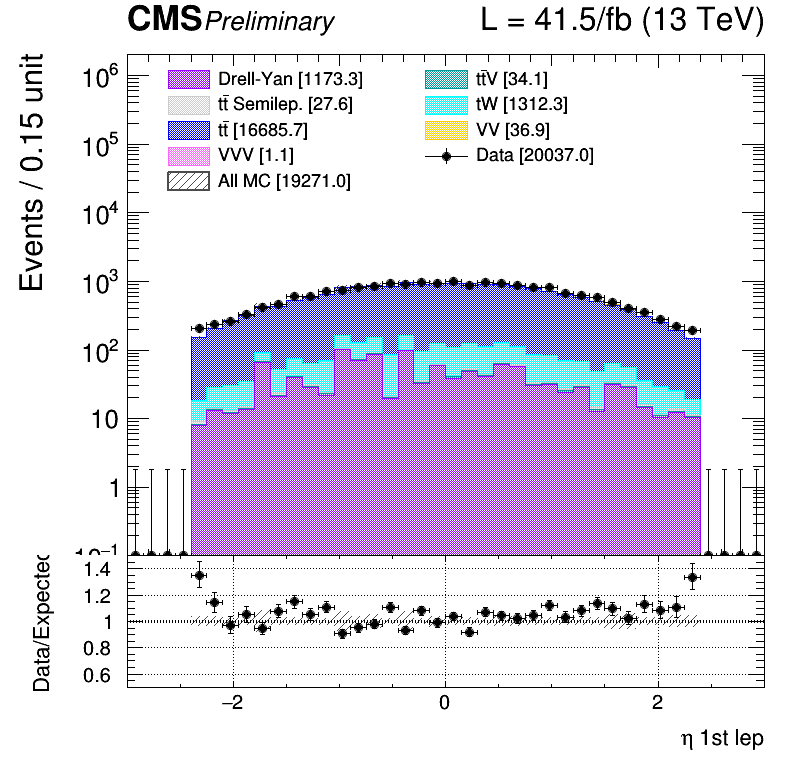 CMS Preliminary L = 41.5/fb (13 TeV)
Events / 0.15 unit
10⁶
10⁵
10⁴
10³
10²
10
1
10⁻¹
Drell-Yan [1173.3]
tt̄ Semilep. [27.6]
tt̄ [16685.7]
VVV [1.1]
All MC [19271.0]
tt̄V [34.1]
tW [1312.3]
VV [36.9]
Data [20037.0]
Data/Expected
1.4
1.2
1
0.8
0.6
−2 0 2
η 1st lep